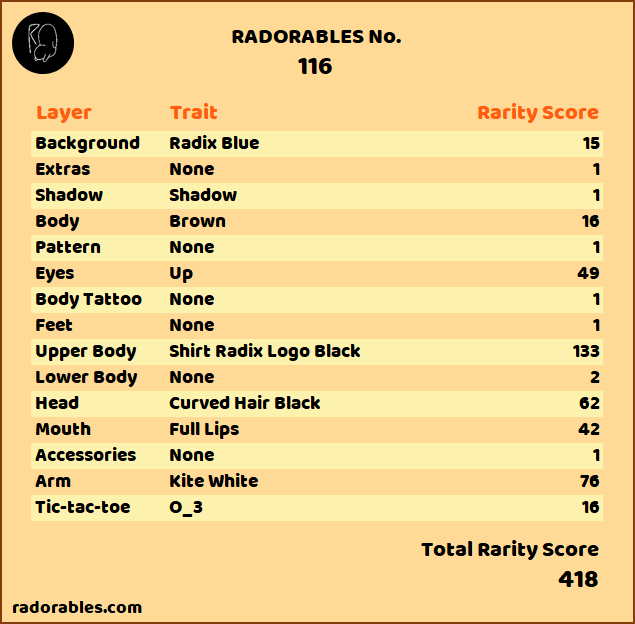 RADORABLES No.
116
Layer Trait Rarity Score
Background Radix Blue 15
Extras None 1
Shadow Shadow 1
Body Brown 16
Pattern None 1
Eyes Up 49
Body Tattoo None 1
Feet None 1
Upper Body Shirt Radix Logo Black 133
Lower Body None 2
Head Curved Hair Black 62
Mouth Full Lips 42
Accessories None 1
Arm Kite White 76
Tic-tac-toe O_3 16
Total Rarity Score
418
radorables.com